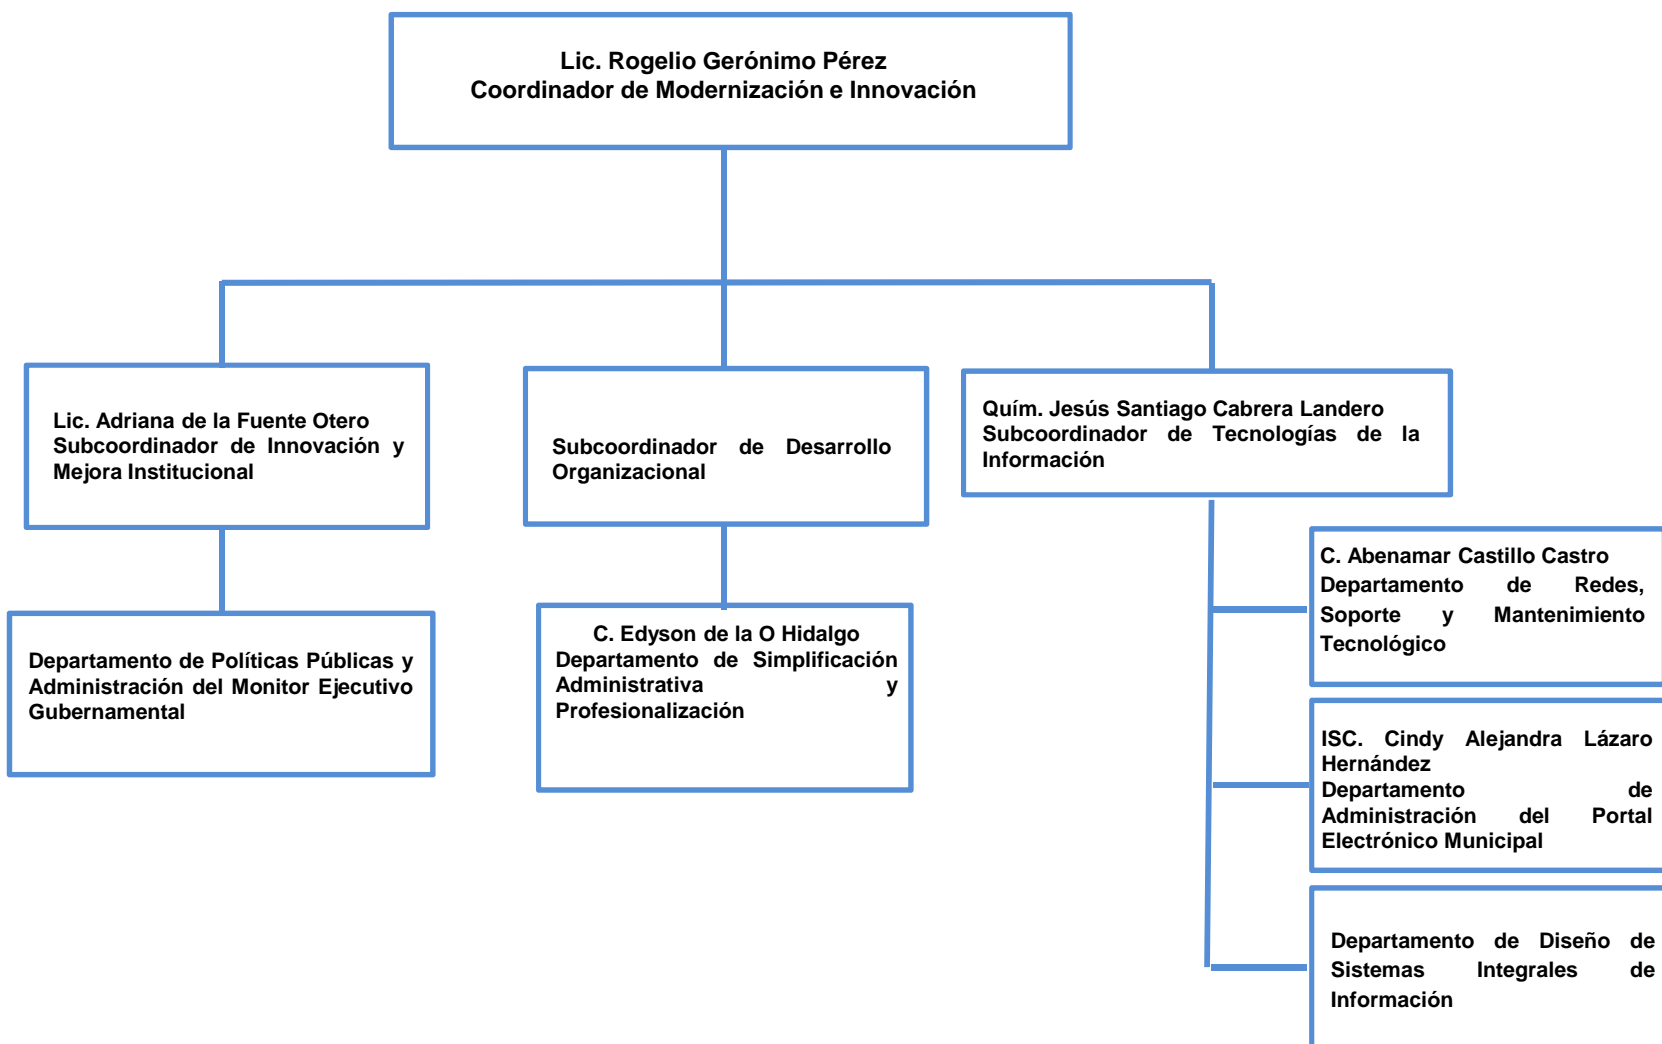 Lic. Rogelio Gerónimo Pérez
Coordinador de Modernización e Innovación
Lic. Adriana de la Fuente Otero
Subcoordinador de Innovación y
Mejora Institucional
Subcoordinador de Desarrollo
Organizacional
Quím. Jesús Santiago Cabrera Landero
Subcoordinador de Tecnologías de la
Información
Departamento de Políticas Públicas y
Administración del Monitor Ejecutivo
Gubernamental
C. Edyson de la O Hidalgo
Departamento de Simplificación
Administrativa y
Profesionalización
C. Abenamar Castillo Castro
Departamento de Redes,
Soporte y Mantenimiento
Tecnológico
ISC. Cindy Alejandra Lázaro
Hernández
Departamento de
Administración del Portal
Electrónico Municipal
Departamento de Diseño de
Sistemas Integrales de
Información